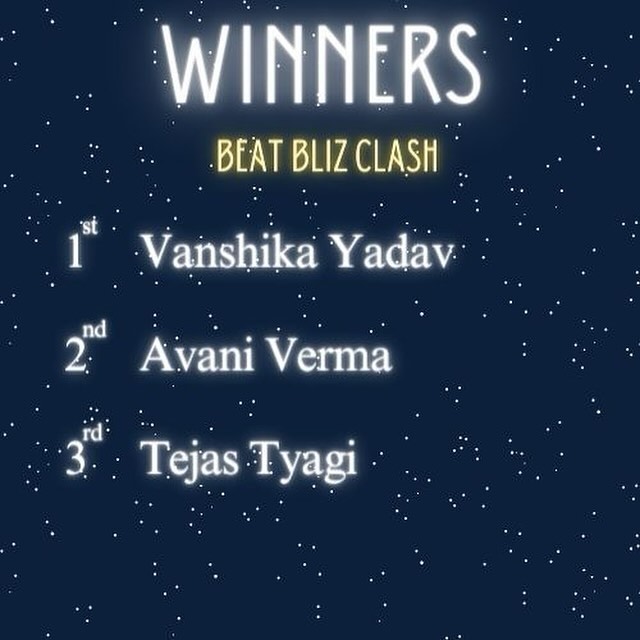 WINNERS
BEAT BLIZ CLASH
1st Vanshika Yadav
2nd Avani Verma
3rd Tejas Tyagi